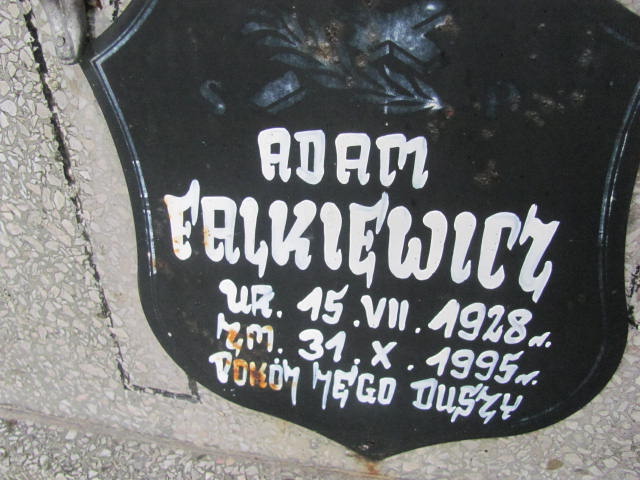 ADAM
FALKIEWICZ
UR. 15.VII.1928 r.
ZM. 31.X.1995 r.
POKÓJ JEGO DUSZY